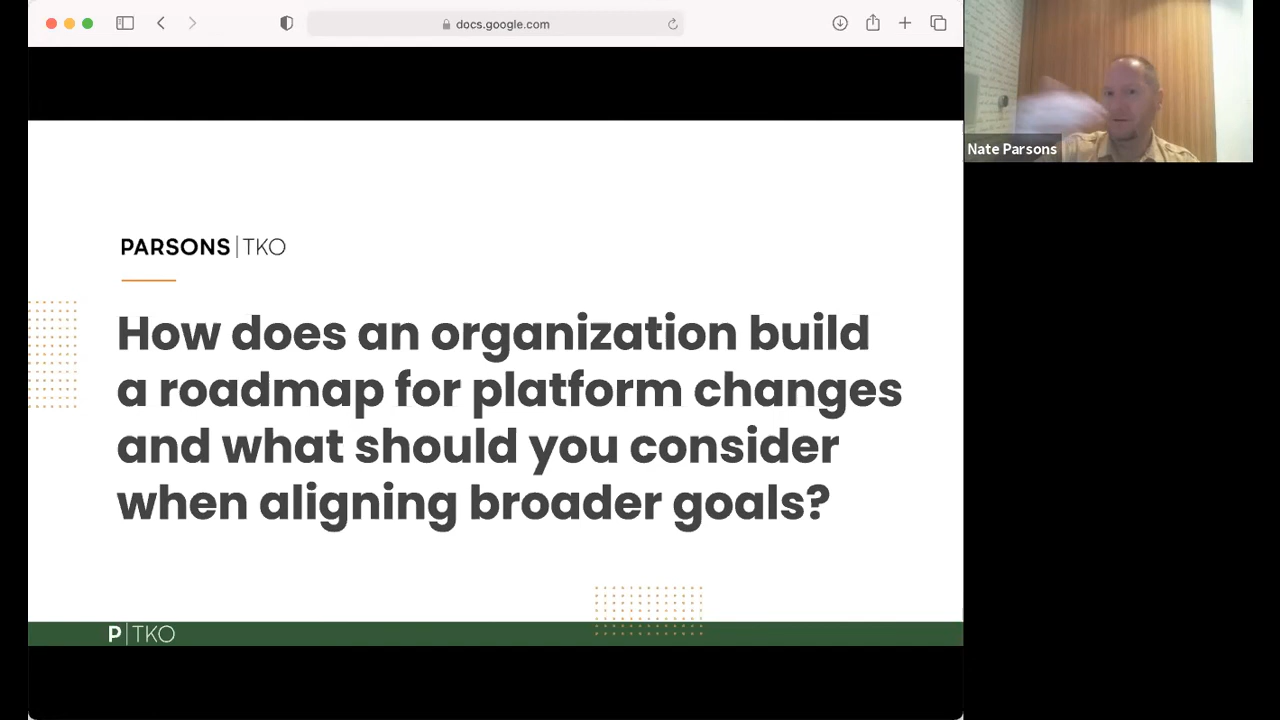 docs.google.com
Nate Parsons
PARSONS|TKO
How does an organization build
a roadmap for platform changes
and what should you consider
when aligning broader goals?
P|TKO